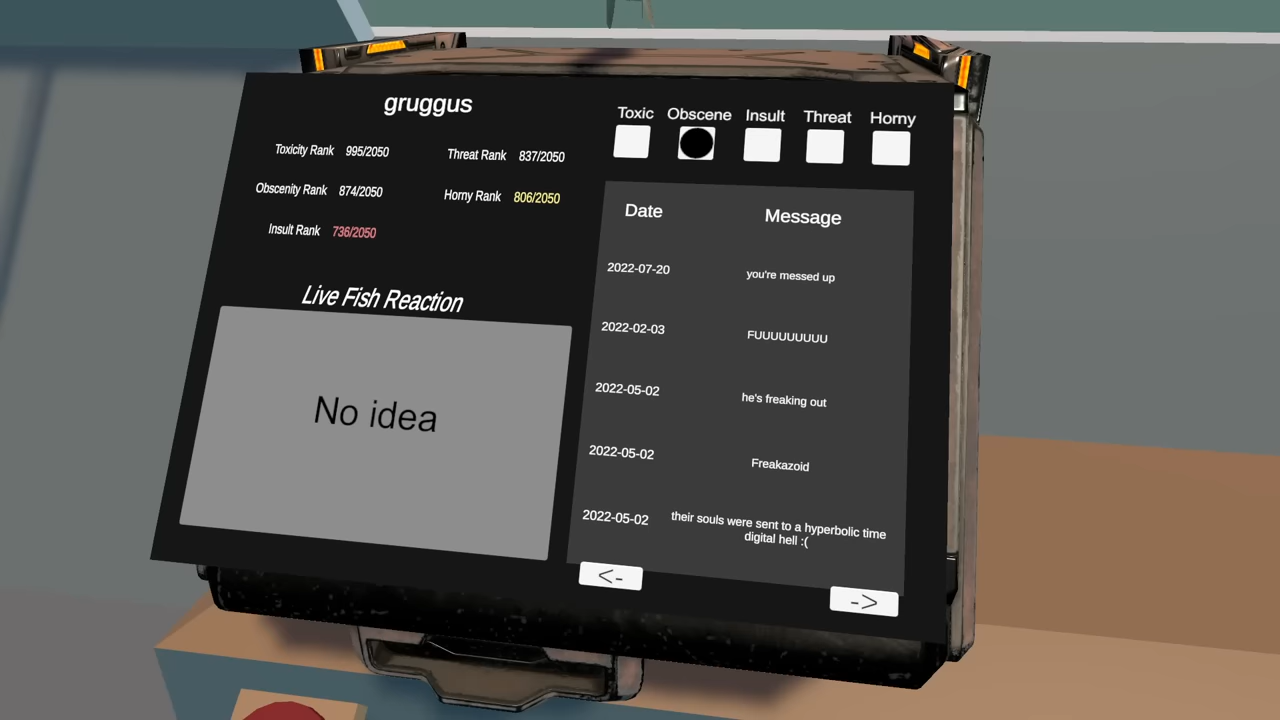 gruggus
Toxicity Rank 995/2050
Threat Rank 837/2050
Obscenity Rank 874/2050
Horny Rank 806/2050
Insult Rank 736/2050
Live Fish Reaction
No idea
Toxic Obscene Insult Threat Horny
Date Message
2022-07-20 you're messed up
2022-02-03 FUUUUUUUUU
2022-05-02 he's freaking out
2022-05-02 Freakazoid
2022-05-02 their souls were sent to a hyperbolic time
digital hell :(
<- ->